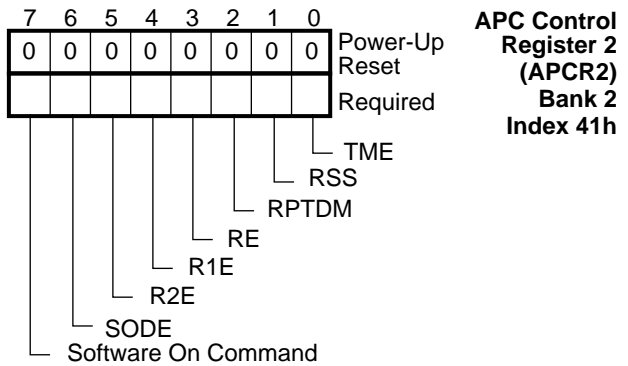 7 6 5 4 3 2 1 0
0 0 0 0 0 0 0 0
Power-Up
Reset
Required
APC Control
Register 2
(APCR2)
Bank 2
Index 41h
TME
RSS
RPTDM
RE
R1E
R2E
SODE
Software On Command